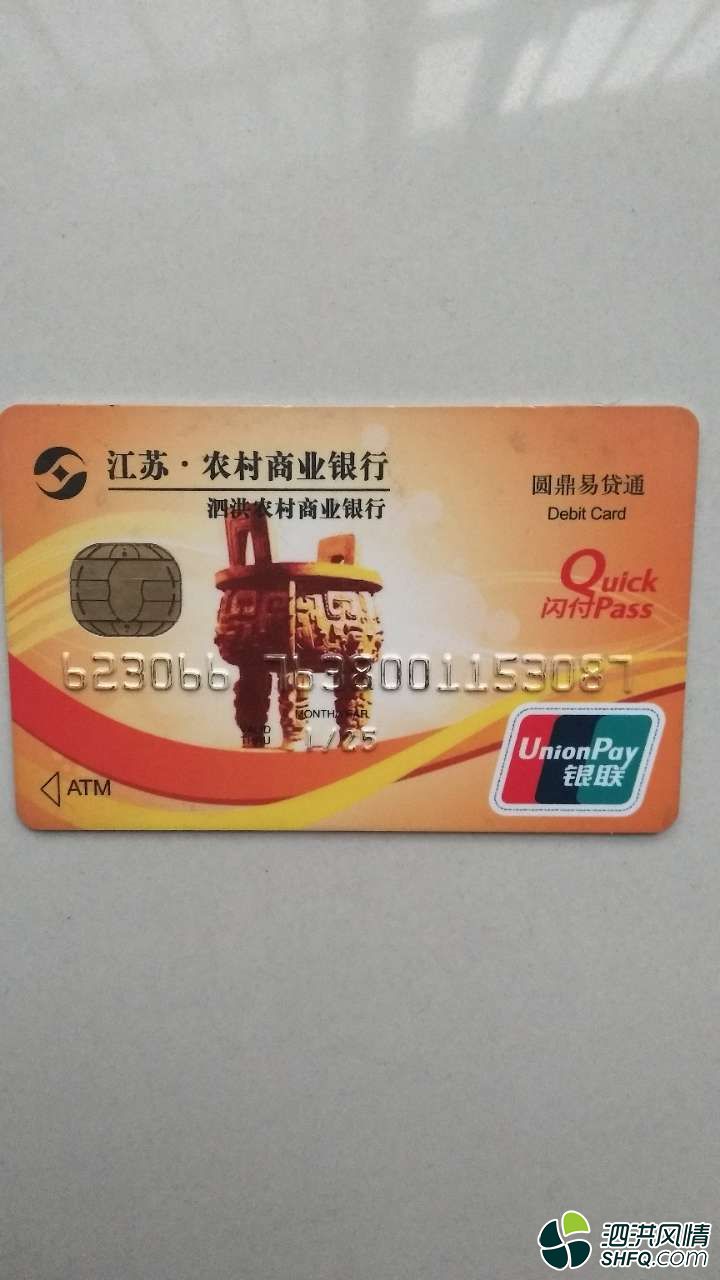 江苏·农村商业银行
泗洪农村商业银行
圆鼎易贷通
Debit Card
Quick
闪付Pass
623066 7638001153087
MONTH/YEAR
UnionPay
银联
ATM
泗洪风情
SHFQ.com